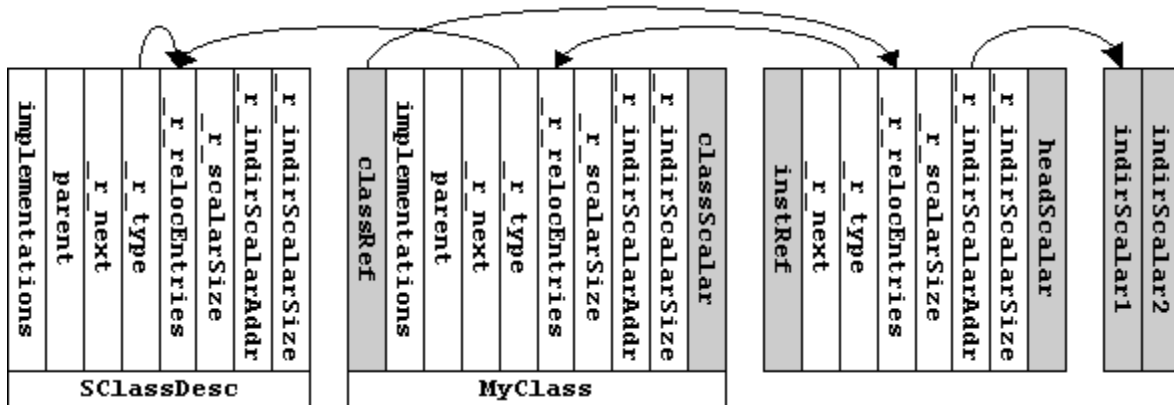 implementations
parent
_r_next
_r_type
_r_relocEntries
_r_scalarSize
_r_indirScalarAddr
_r_indirScalarSize
SClassDesc
classRef
implementations
parent
_r_next
_r_type
_r_relocEntries
_r_scalarSize
_r_indirScalarAddr
_r_indirScalarSize
classScalar
MyClass
instRef
_r_next
_r_type
_r_relocEntries
_r_scalarSize
_r_indirScalarAddr
_r_indirScalarSize
headScalar
indirScalar1
indirScalar2